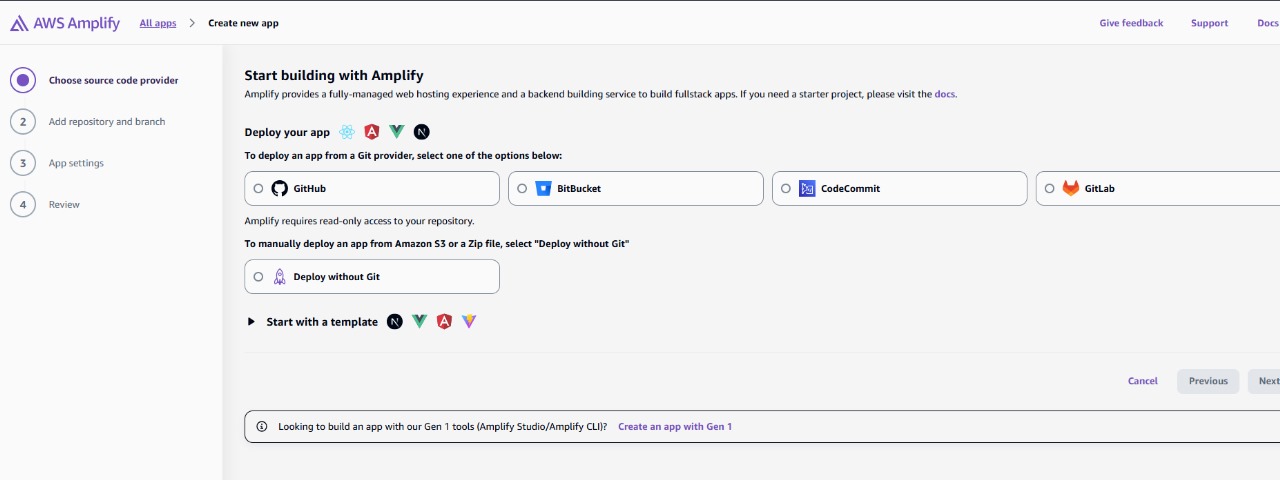 AWS Amplify All apps Create new app Give feedback Support Docs
Choose source code provider
2 Add repository and branch
3 App settings
4 Review
Start building with Amplify
Amplify provides a fully-managed web hosting experience and a backend building service to build fullstack apps. If you need a starter project, please visit the docs.
Deploy your app
To deploy an app from a Git provider, select one of the options below:
GitHub BitBucket CodeCommit GitLab
Amplify requires read-only access to your repository.
To manually deploy an app from Amazon S3 or a Zip file, select "Deploy without Git"
Deploy without Git
Start with a template
Cancel Previous Next
Looking to build an app with our Gen 1 tools (Amplify Studio/Amplify CLI)? Create an app with Gen 1